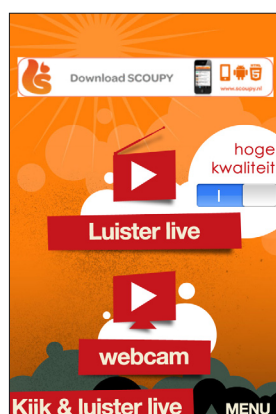 Download SCOUPY
www.scoupy.nl
hoge
kwaliteit
Luister live
webcam
Kijk & luister live
MENU